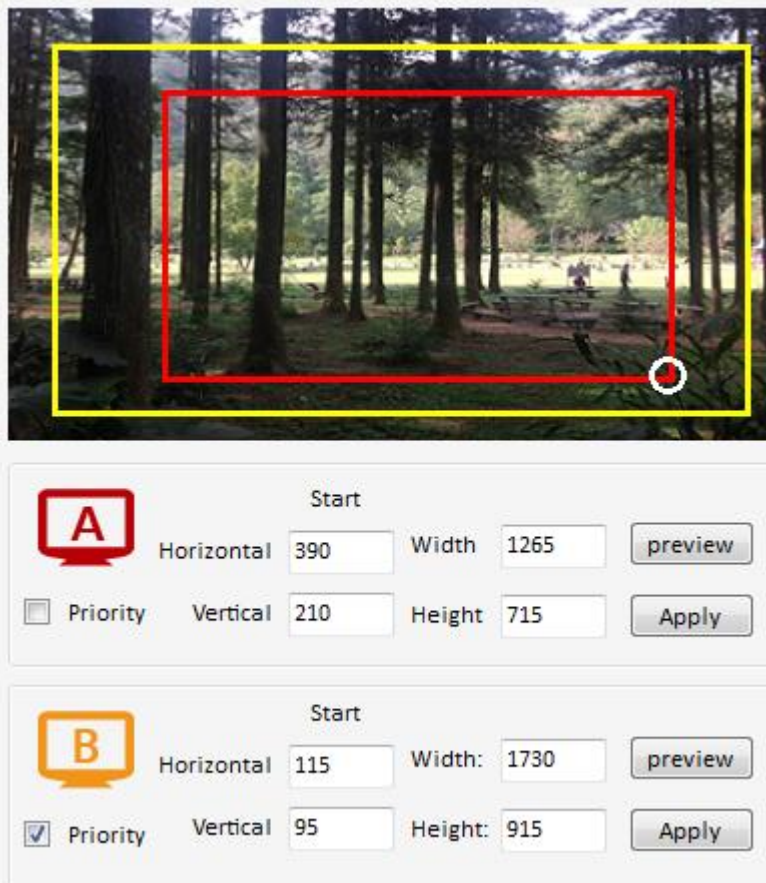 Start
A
Horizontal 390 Width 1265 preview
Priority Vertical 210 Height 715 Apply
Start
B
Horizontal 115 Width: 1730 preview
Priority Vertical 95 Height: 915 Apply